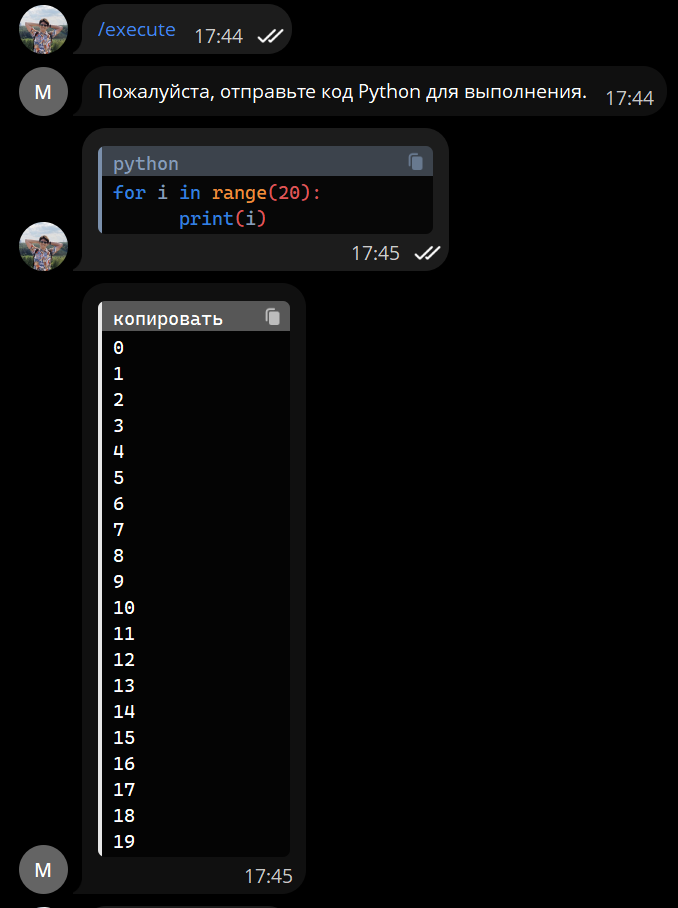 /execute 17:44
M
Пожалуйста, отправьте код Python для выполнения. 17:44
python
for i in range(20):
      print(i)
17:45
копировать
0
1
2
3
4
5
6
7
8
9
10
11
12
13
14
15
16
17
18
19
M
17:45